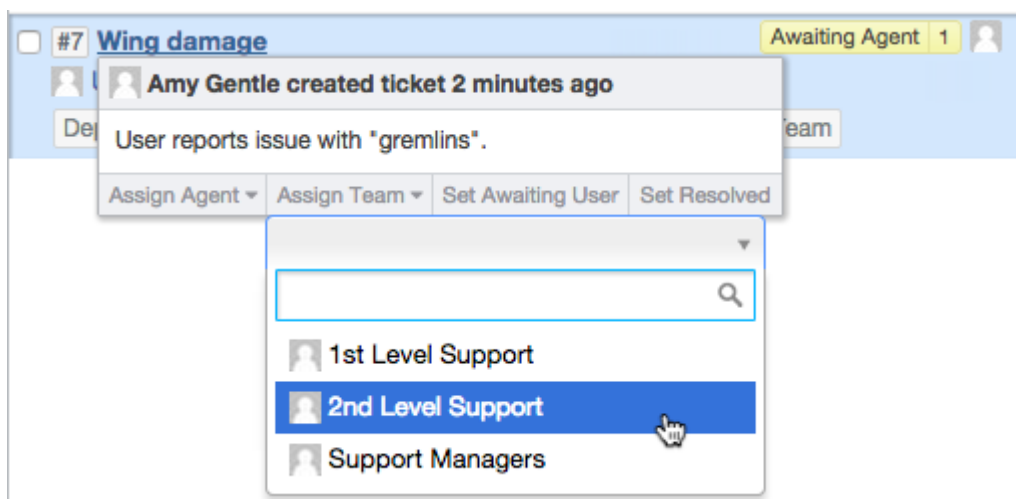 #7 Wing damage Awaiting Agent 1
Amy Gentle created ticket 2 minutes ago
User reports issue with "gremlins".
Assign Agent Assign Team Set Awaiting User Set Resolved
1st Level Support
2nd Level Support
Support Managers